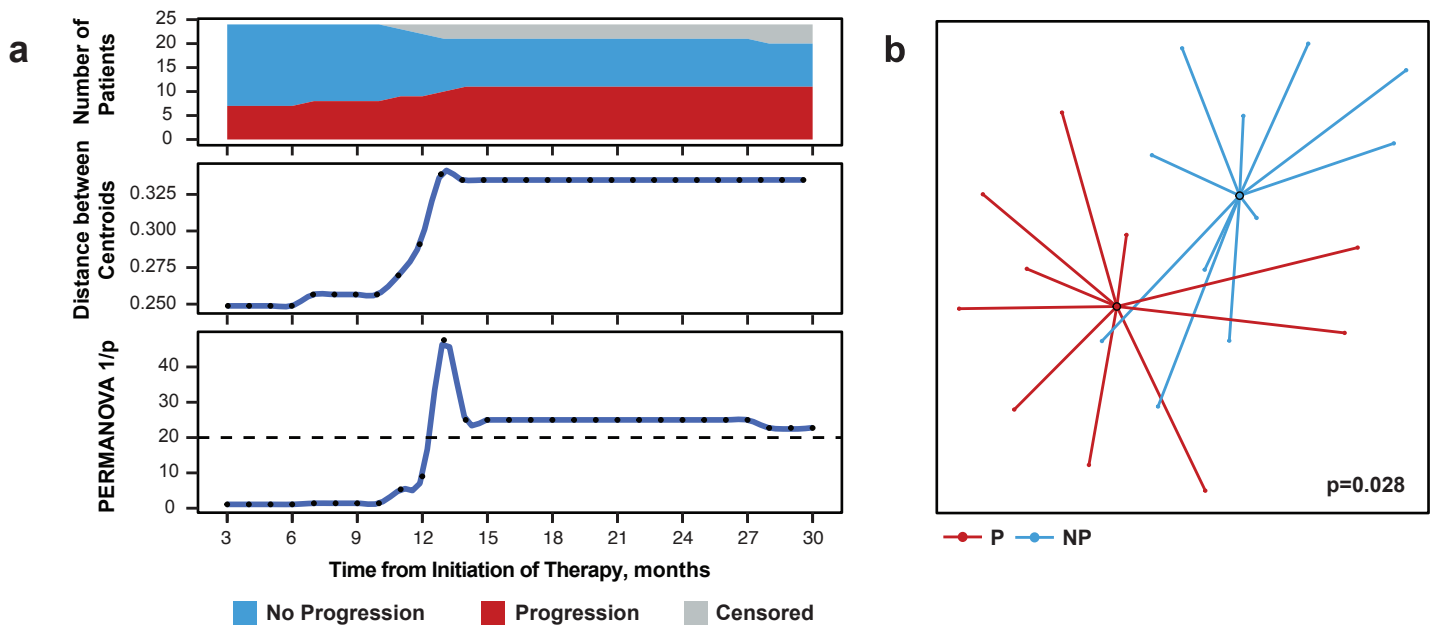 a
Number of
Patients
25
20
15
10
5
0
Distance between
Centroids
0.325
0.300
0.275
0.250
PERMANOVA 1/p
40
30
20
10
0
3 6 9 12 15 18 21 24 27 30
Time from Initiation of Therapy, months
No Progression Progression Censored
b
p=0.028
P NP